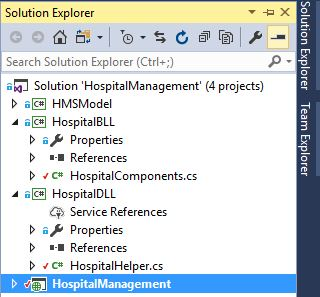 Solution Explorer
Search Solution Explorer (Ctrl+;)
Solution 'HospitalManagement' (4 projects)
C# HMSModel
C# HospitalBLL
Properties
References
C# HospitalComponents.cs
C# HospitalDLL
Service References
Properties
References
C# HospitalHelper.cs
HospitalManagement
Solution Explorer
Team Explorer